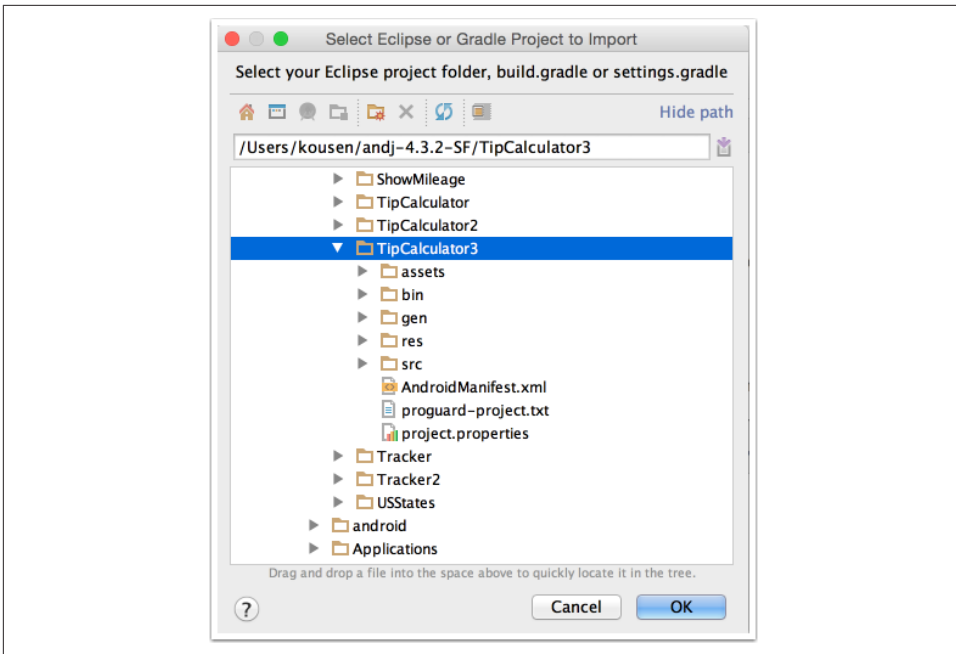 Select Eclipse or Gradle Project to Import
Select your Eclipse project folder, build.gradle or settings.gradle
Hide path
/Users/kousen/andj-4.3.2-SF/TipCalculator3
ShowMileage
TipCalculator
TipCalculator2
TipCalculator3
assets
bin
gen
res
src
AndroidManifest.xml
proguard-project.txt
project.properties
Tracker
Tracker2
USStates
android
Applications
Drag and drop a file into the space above to quickly locate it in the tree.
?
Cancel
OK